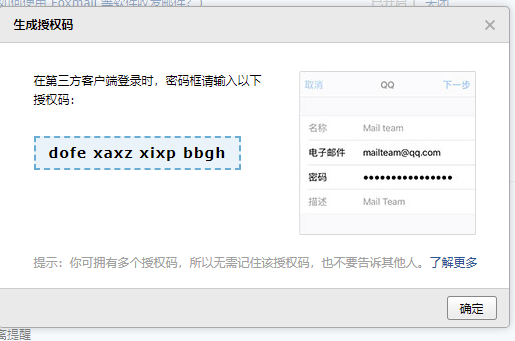 如何使用 Foxmail 等软件收发邮件?）
已开启 | 关闭
生成授权码
在第三方客户端登录时，密码框请输入以下
授权码：
dofe xaxz xixp bbgh
取消 QQ 下一步
名称 Mail team
电子邮件 mailteam@qq.com
密码 ●●●●●●●●●●●●●●●●
描述 Mail Team
提示：你可拥有多个授权码，所以无需记住该授权码，也不要告诉其他人。了解更多
确定
提醒